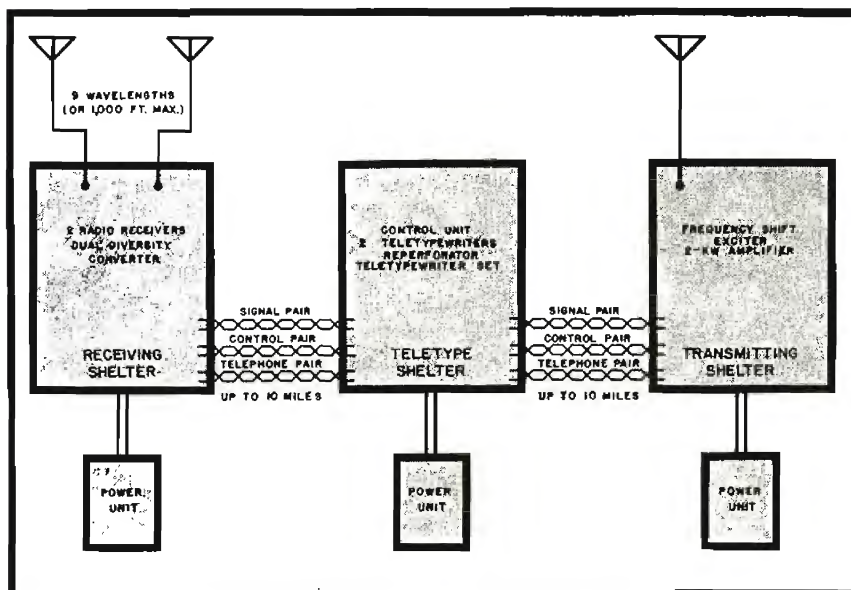 9 WAVELENGTHS
(OR 1,000 FT. MAX.)
2 RADIO RECEIVERS
DUAL DIVERSITY
CONVERTER
RECEIVING
SHELTER
SIGNAL PAIR
CONTROL PAIR
TELEPHONE PAIR
UP TO 10 MILES
CONTROL UNIT
2 TELETYPEWRITERS
REPERFORATOR
TELETYPEWRITER SET
TELETYPE
SHELTER
SIGNAL PAIR
CONTROL PAIR
TELEPHONE PAIR
UP TO 10 MILES
FREQUENCY SHIFT
EXCITER
2-KW AMPLIFIER
TRANSMITTING
SHELTER
POWER
UNIT
POWER
UNIT
POWER
UNIT